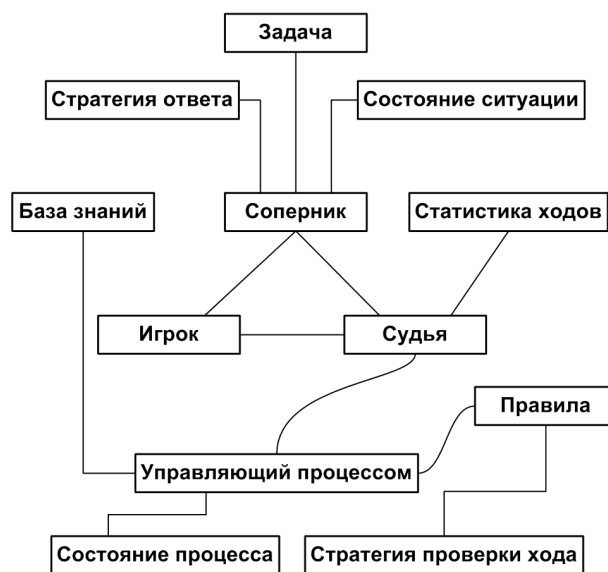 Задача
Стратегия ответа
Состояние ситуации
База знаний
Соперник
Статистика ходов
Игрок
Судья
Правила
Управляющий процессом
Состояние процесса
Стратегия проверки хода